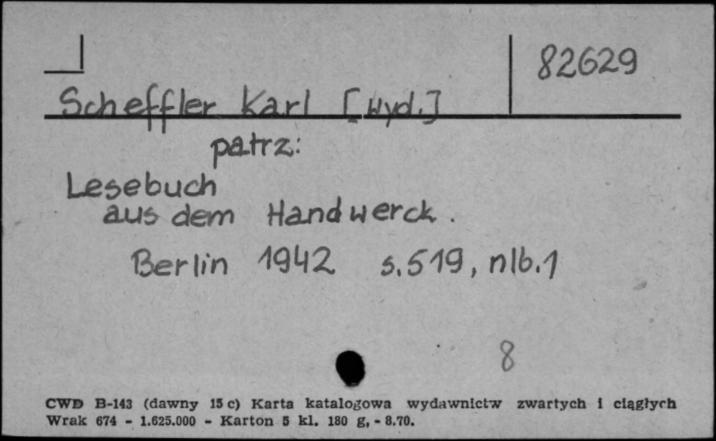 82629
Scheffler Karl [Wyd.]
patrz:
Lesebuch
aus dem Handwerck.
Berlin 1942 s.519, nlb.1
8
CWD B-143 (dawny 15 c) Karta katalogowa wydawnictw zwartych i ciągłych
Wrak 674 - 1.625.000 - Karton 5 kl. 180 g, - 8.70.